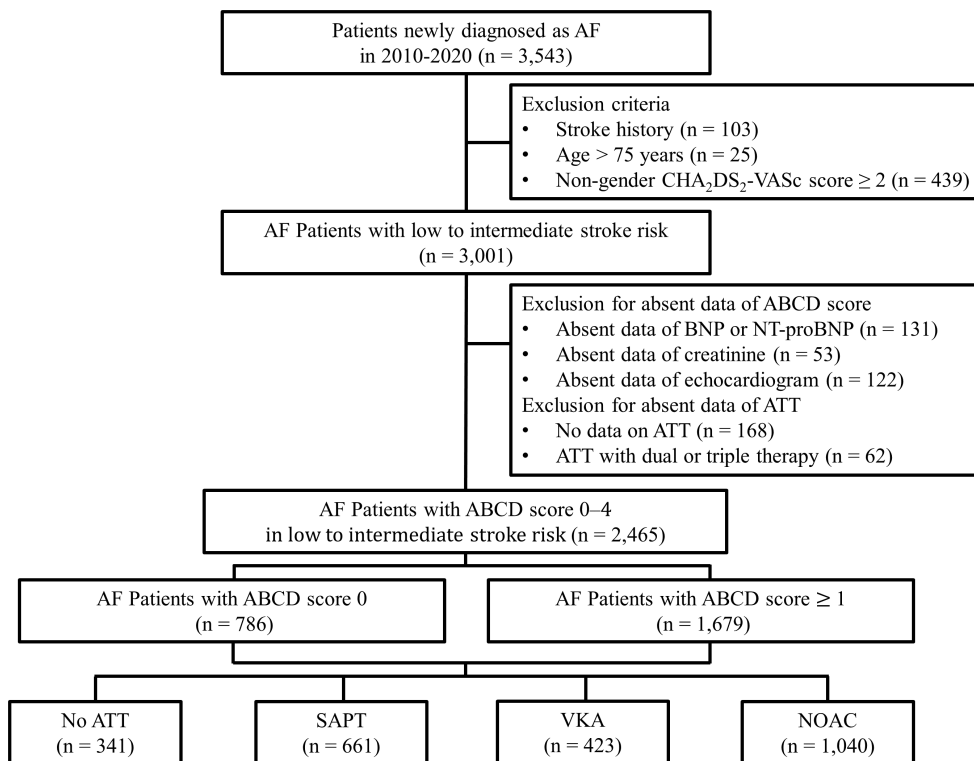 Patients newly diagnosed as AF
in 2010-2020 (n = 3,543)
Exclusion criteria
• Stroke history (n = 103)
• Age > 75 years (n = 25)
• Non-gender CHA₂DS₂-VASc score ≥ 2 (n = 439)
AF Patients with low to intermediate stroke risk
(n = 3,001)
Exclusion for absent data of ABCD score
• Absent data of BNP or NT-proBNP (n = 131)
• Absent data of creatinine (n = 53)
• Absent data of echocardiogram (n = 122)
Exclusion for absent data of ATT
• No data on ATT (n = 168)
• ATT with dual or triple therapy (n = 62)
AF Patients with ABCD score 0–4
in low to intermediate stroke risk (n = 2,465)
AF Patients with ABCD score 0
(n = 786)
AF Patients with ABCD score ≥ 1
(n = 1,679)
No ATT
(n = 341)
SAPT
(n = 661)
VKA
(n = 423)
NOAC
(n = 1,040)